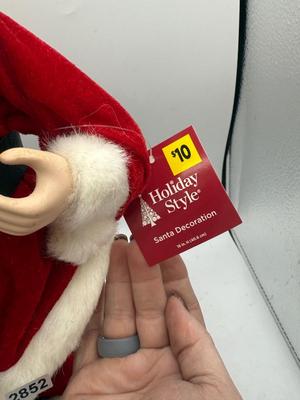 $10
Holiday
Style®
Santa Decoration
2852